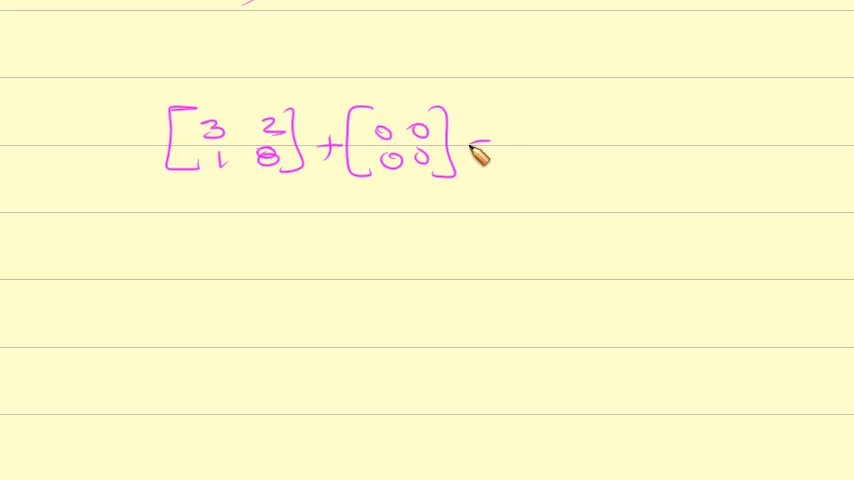 [ 3 2 ] + [ 0 0 ] =
[ 1 8 ] [ 0 0 ]